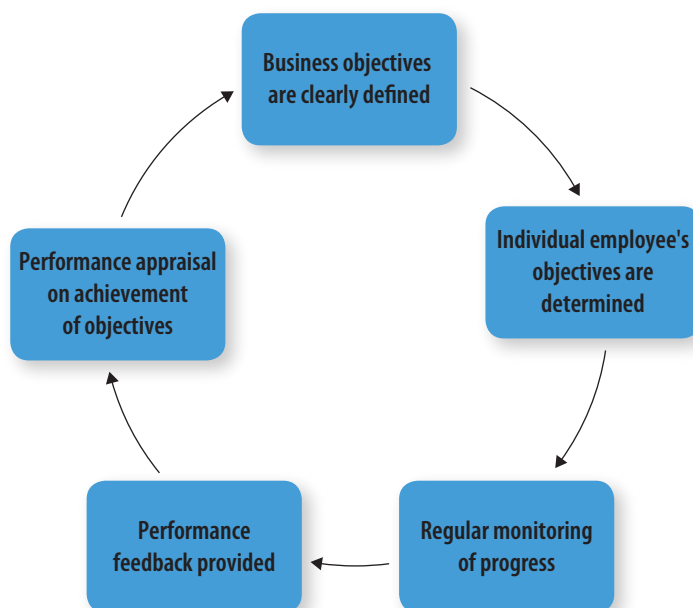 Business objectives
are clearly defined
Individual employee's
objectives are
determined
Regular monitoring
of progress
Performance
feedback provided
Performance appraisal
on achievement
of objectives